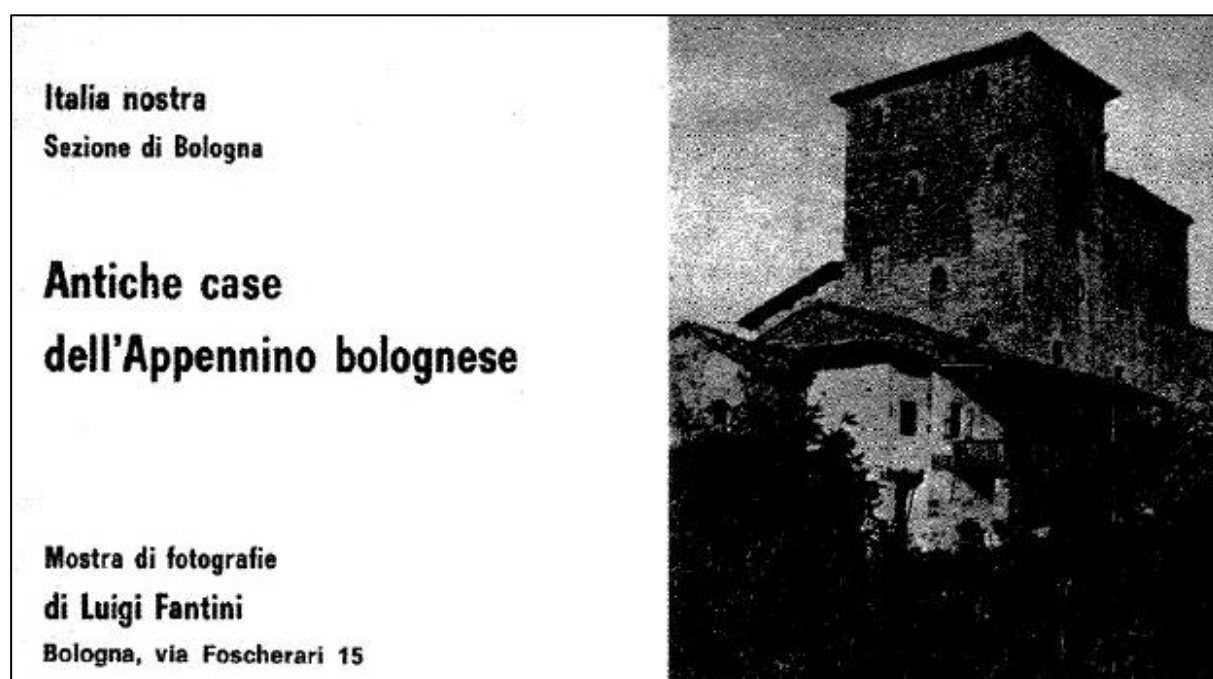 Italia nostra
Sezione di Bologna
Antiche case
dell'Appennino bolognese
Mostra di fotografie
di Luigi Fantini
Bologna, via Foscherari 15